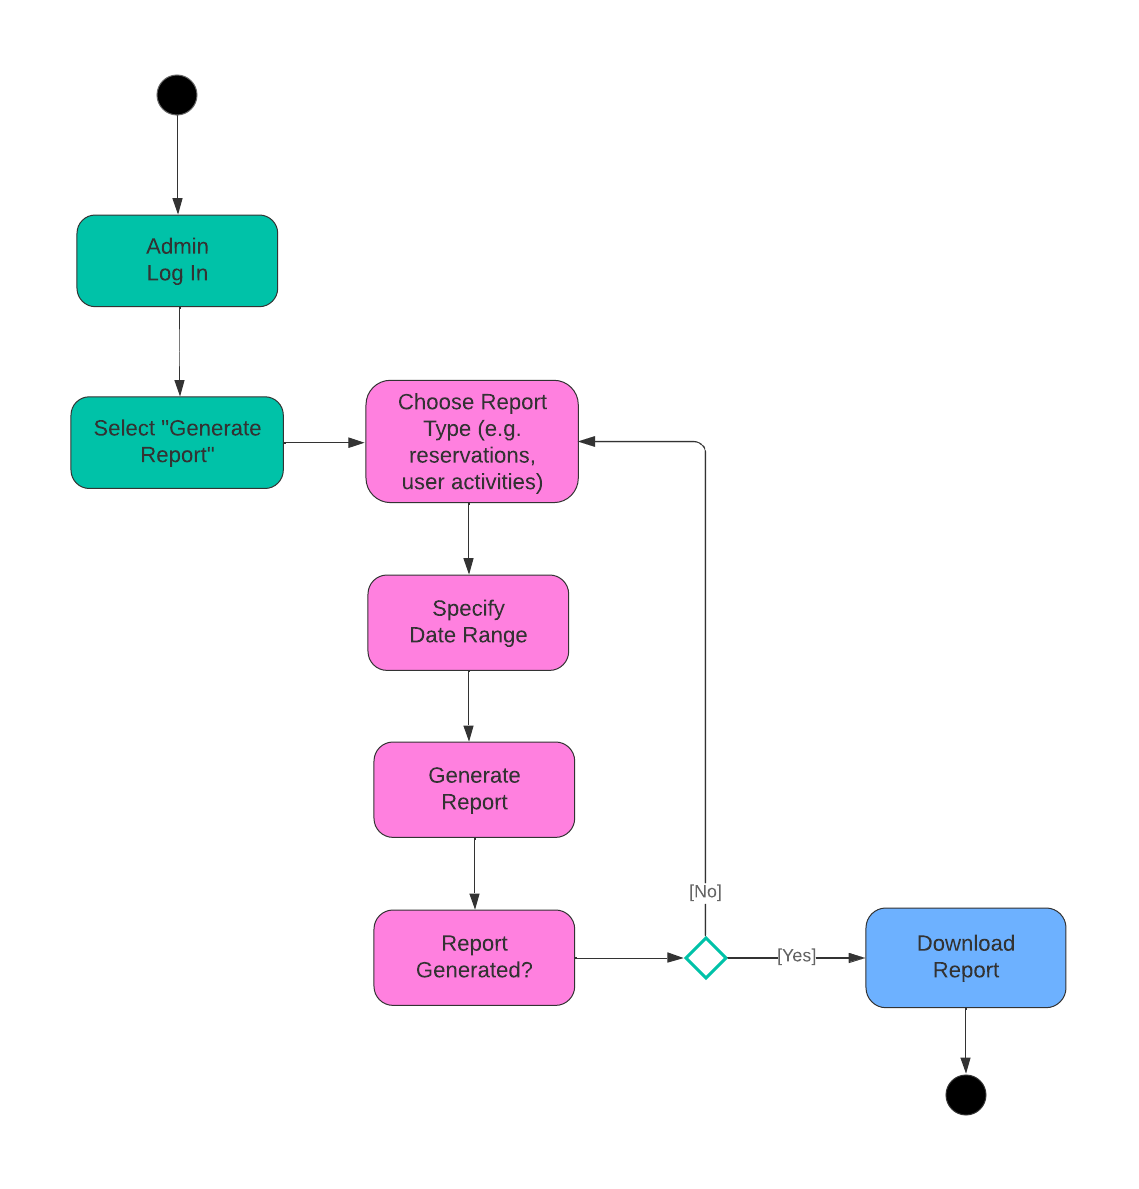 Admin
Log In
Select "Generate
Report"
Choose Report
Type (e.g.
reservations,
user activities)
Specify
Date Range
Generate
Report
Report
Generated?
[No]
[Yes]
Download
Report